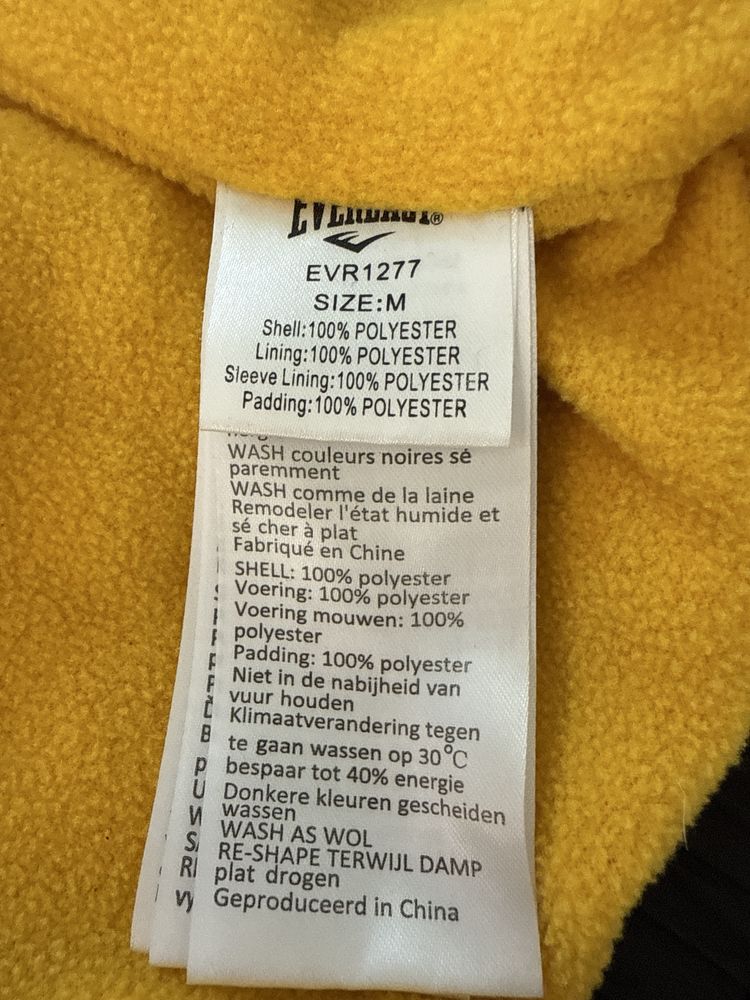 EVERLAST®
EVR1277
SIZE:M
Shell:100% POLYESTER
Lining:100% POLYESTER
Sleeve Lining:100% POLYESTER
Padding:100% POLYESTER
WASH couleurs noires sé
paremment
WASH comme de la laine
Remodeler l'état humide et
sé cher à plat
Fabriqué en Chine
SHELL: 100% polyester
Voering: 100% polyester
Voering mouwen: 100%
polyester
Padding: 100% polyester
Niet in de nabijheid van
vuur houden
Klimaatverandering tegen
te gaan wassen op 30℃
bespaar tot 40% energie
Donkere kleuren gescheiden
wassen
WASH AS WOL
RE-SHAPE TERWIJL DAMP
plat drogen
Geproduceerd in China